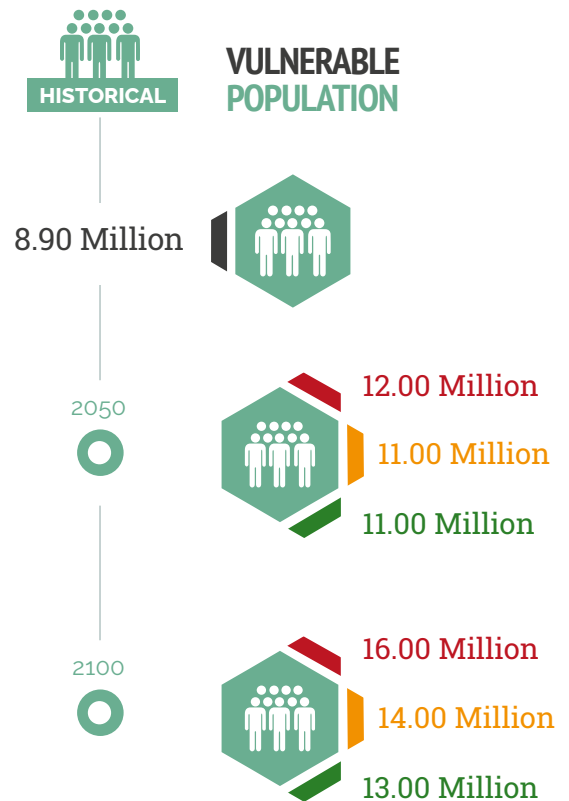 HISTORICAL
VULNERABLE
POPULATION
8.90 Million
2050
12.00 Million
11.00 Million
11.00 Million
2100
16.00 Million
14.00 Million
13.00 Million